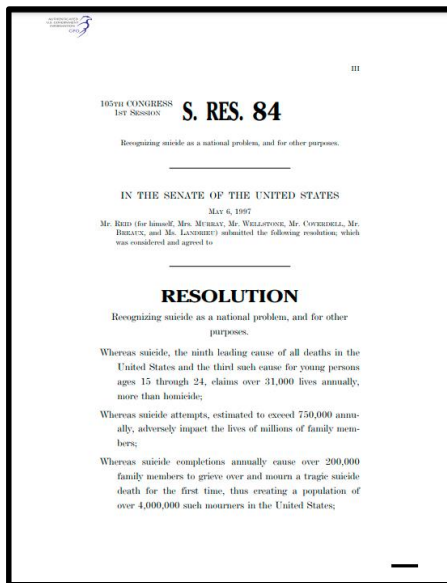 GPO
III
105TH CONGRESS
1ST SESSION
S. RES. 84
Recognizing suicide as a national problem, and for other purposes.
IN THE SENATE OF THE UNITED STATES
MAY 6, 1997
Mr. REID (for himself, Mrs. MURRAY, Mr. WELLSTONE, Mr. COVERDELL, Mr.
BREAUX, and Ms. LANDRIEU) submitted the following resolution; which
was considered and agreed to
RESOLUTION
Recognizing suicide as a national problem, and for other
purposes.
Whereas suicide, the ninth leading cause of all deaths in the
United States and the third such cause for young persons
ages 15 through 24, claims over 31,000 lives annually,
more than homicide;
Whereas suicide attempts, estimated to exceed 750,000 annu-
ally, adversely impact the lives of millions of family mem-
bers;
Whereas suicide completions annually cause over 200,000
family members to grieve over and mourn a tragic suicide
death for the first time, thus creating a population of
over 4,000,000 such mourners in the United States;